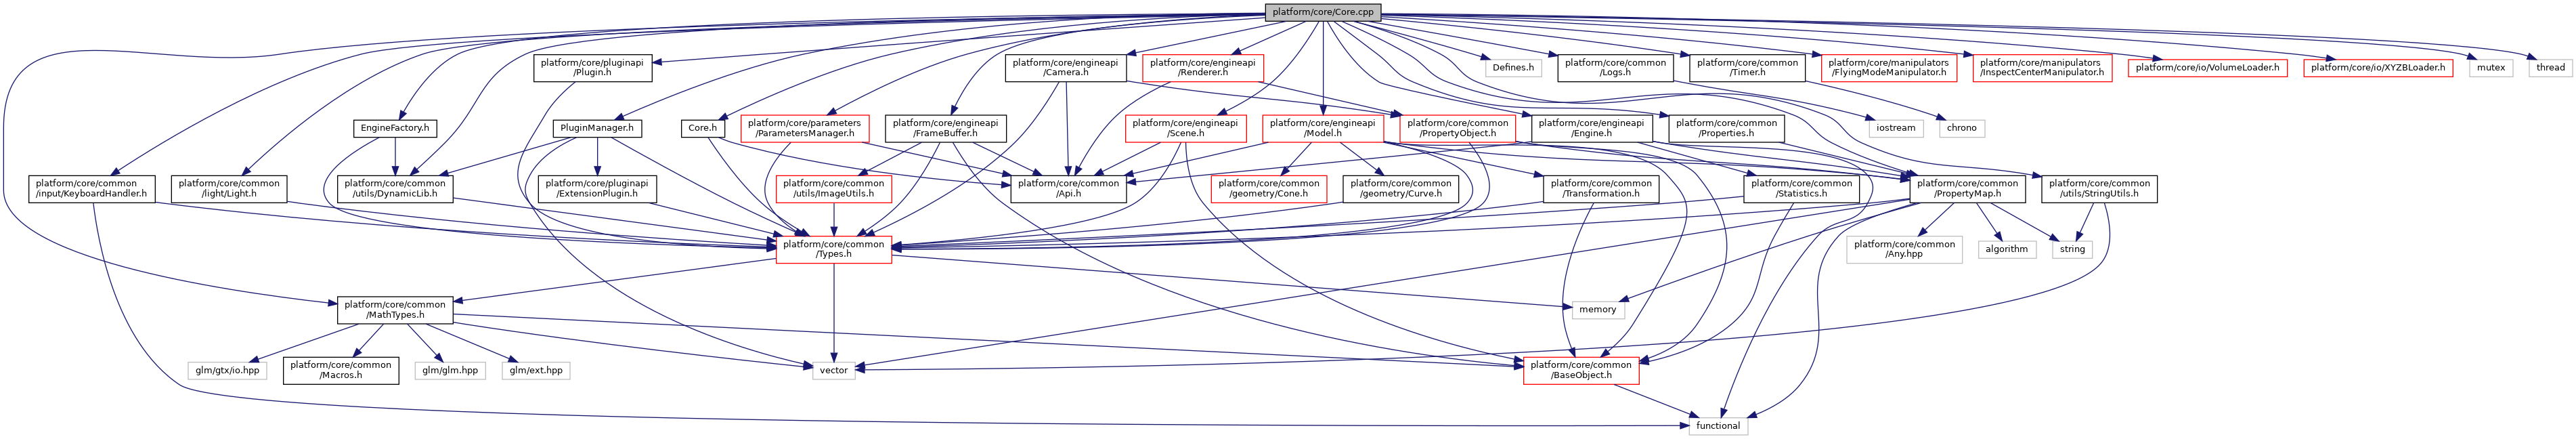 platform/core/Core.cpp
platform/core/pluginapi
/Plugin.h
platform/core/engineapi
/Camera.h
platform/core/engineapi
/Renderer.h
Defines.h
platform/core/common
/Logs.h
platform/core/common
/Timer.h
platform/core/manipulators
/FlyingModeManipulator.h
platform/core/manipulators
/InspectCenterManipulator.h
platform/core/io/VolumeLoader.h
platform/core/io/XYZBLoader.h
mutex
thread
EngineFactory.h
PluginManager.h
Core.h
platform/core/parameters
/ParametersManager.h
platform/core/engineapi
/FrameBuffer.h
platform/core/engineapi
/Scene.h
platform/core/engineapi
/Model.h
platform/core/common
/PropertyObject.h
platform/core/engineapi
/Engine.h
platform/core/common
/Properties.h
iostream
chrono
platform/core/common
/input/KeyboardHandler.h
platform/core/common
/light/Light.h
platform/core/common
/utils/DynamicLib.h
platform/core/pluginapi
/ExtensionPlugin.h
platform/core/common
/utils/ImageUtils.h
platform/core/common
/Api.h
platform/core/common
/geometry/Cone.h
platform/core/common
/geometry/Curve.h
platform/core/common
/Transformation.h
platform/core/common
/Statistics.h
platform/core/common
/PropertyMap.h
platform/core/common
/utils/StringUtils.h
platform/core/common
/Types.h
platform/core/common
/Any.hpp
algorithm
string
platform/core/common
/MathTypes.h
memory
glm/gtx/io.hpp
platform/core/common
/Macros.h
glm/glm.hpp
glm/ext.hpp
vector
platform/core/common
/BaseObject.h
functional